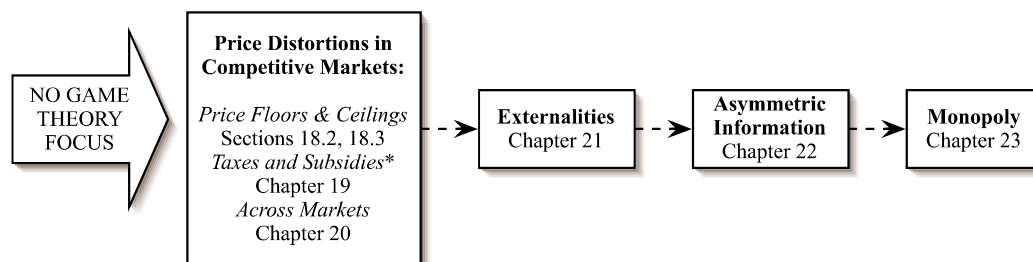 NO GAME
THEORY
FOCUS
Price Distortions in
Competitive Markets:
Price Floors & Ceilings
Sections 18.2, 18.3
Taxes and Subsidies*
Chapter 19
Across Markets
Chapter 20
Externalities
Chapter 21
Asymmetric
Information
Chapter 22
Monopoly
Chapter 23